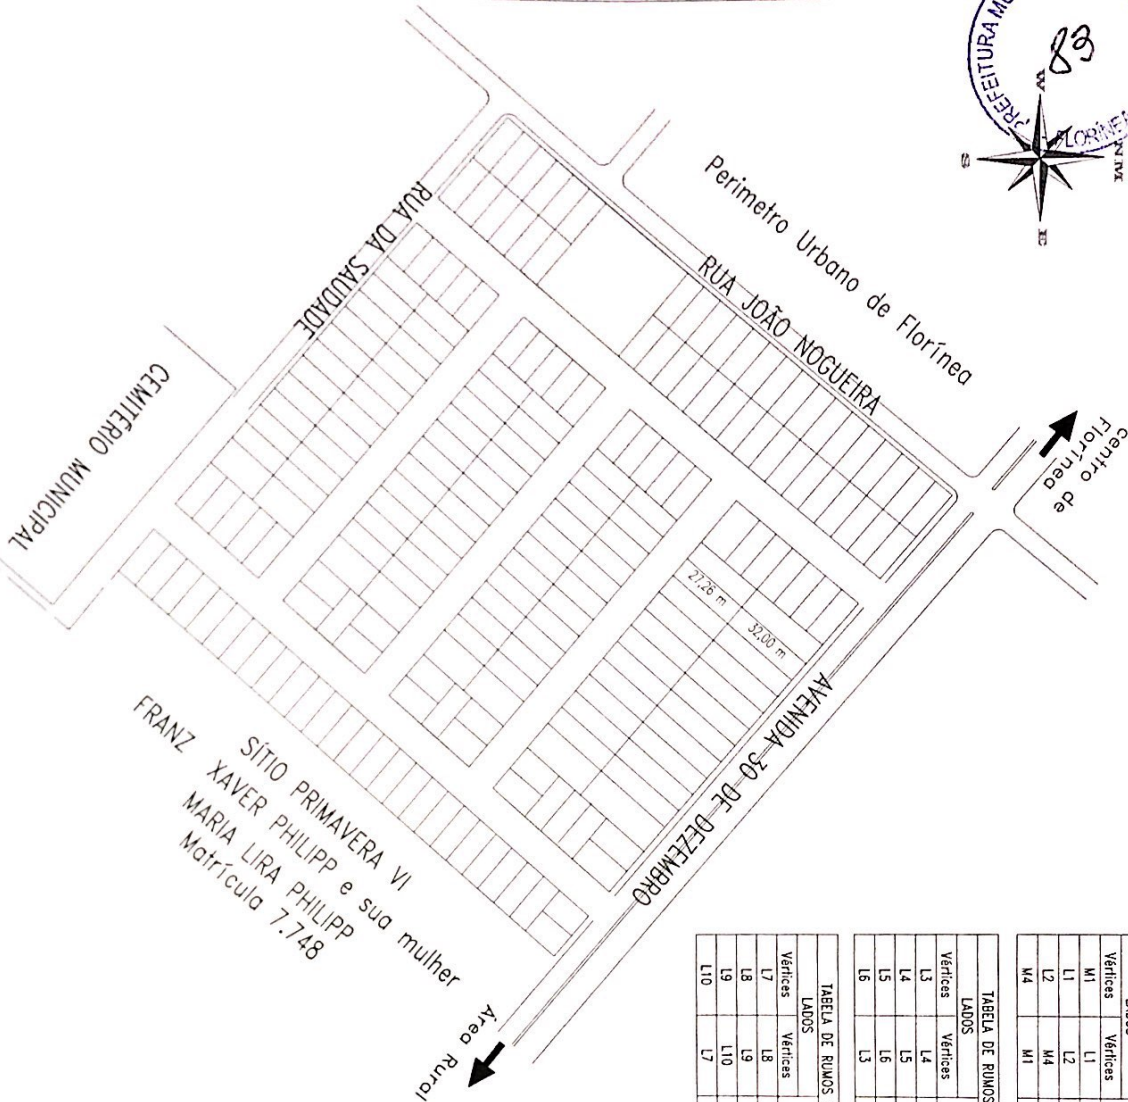 PREFEITURA MU
FLORÍNEA
83
W
S
E
Perimetro Urbano de Florínea
RUA JOÃO NOGUEIRA
RUA DA SAUDADE
CEMITÉRIO MUNICIPAL
centro de
Florínea
27,26 m
32,00 m
AVENIDA 30 DE DEZEMBRO
SÍTIO PRIMAVERA VI
FRANZ XAVER PHILIPP e sua mulher
MARIA LIRA PHILIPP
Matrícula 7.748
Área Rural
Vértices Vértices
M1 L1
L1 L2
L2 M4
M4 M1
TABELA DE RUMOS
LADOS
Vértices Vértices
L3 L4
L4 L5
L5 L6
L6 L3
TABELA DE RUMOS
LADOS
Vértices Vértices
L7 L8
L8 L9
L9 L10
L10 L7